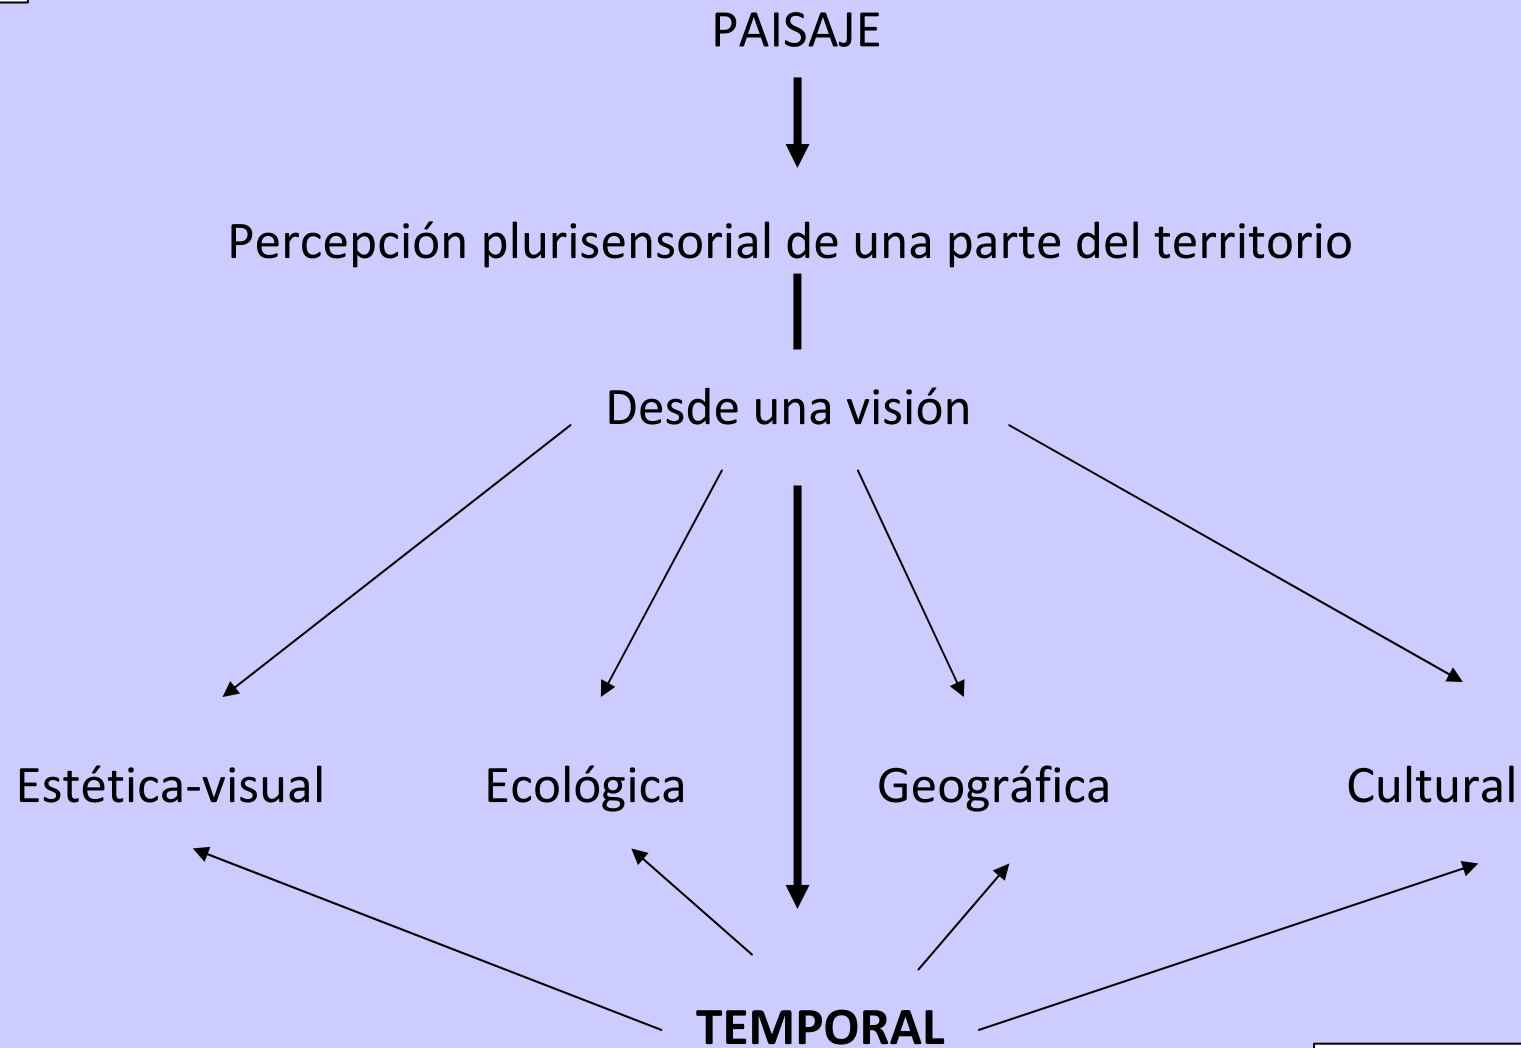 PAISAJE
Percepción plurisensorial de una parte del territorio
Desde una visión
Estética-visual Ecológica Geográfica Cultural
TEMPORAL